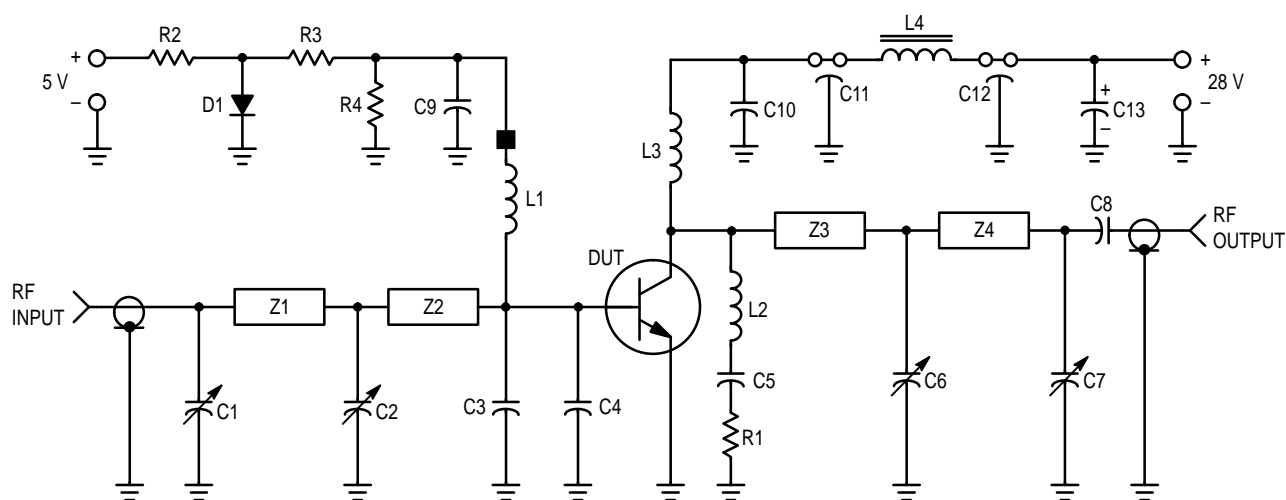 R2
R3
L4
+
5 V
–
D1
R4
C9
C10
C11
C12
+
C13
–
+
28 V
–
L1
L3
C8
RF
OUTPUT
DUT
Z3
Z4
RF
INPUT
Z1
Z2
L2
C1
C2
C3
C4
C5
C6
C7
R1